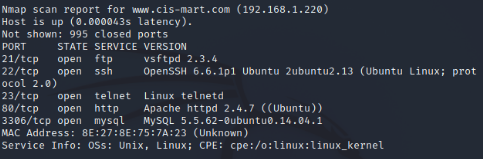 Nmap scan report for www.cis-mart.com (192.168.1.220)
Host is up (0.000043s latency).
Not shown: 995 closed ports
PORT     STATE SERVICE VERSION
21/tcp   open  ftp     vsftpd 2.3.4
22/tcp   open  ssh     OpenSSH 6.6.1p1 Ubuntu 2ubuntu2.13 (Ubuntu Linux; prot
ocol 2.0)
23/tcp   open  telnet  Linux telnetd
80/tcp   open  http    Apache httpd 2.4.7 ((Ubuntu))
3306/tcp open  mysql   MySQL 5.5.62-0ubuntu0.14.04.1
MAC Address: 8E:27:8E:75:7A:23 (Unknown)
Service Info: OSs: Unix, Linux; CPE: cpe:/o:linux:linux_kernel